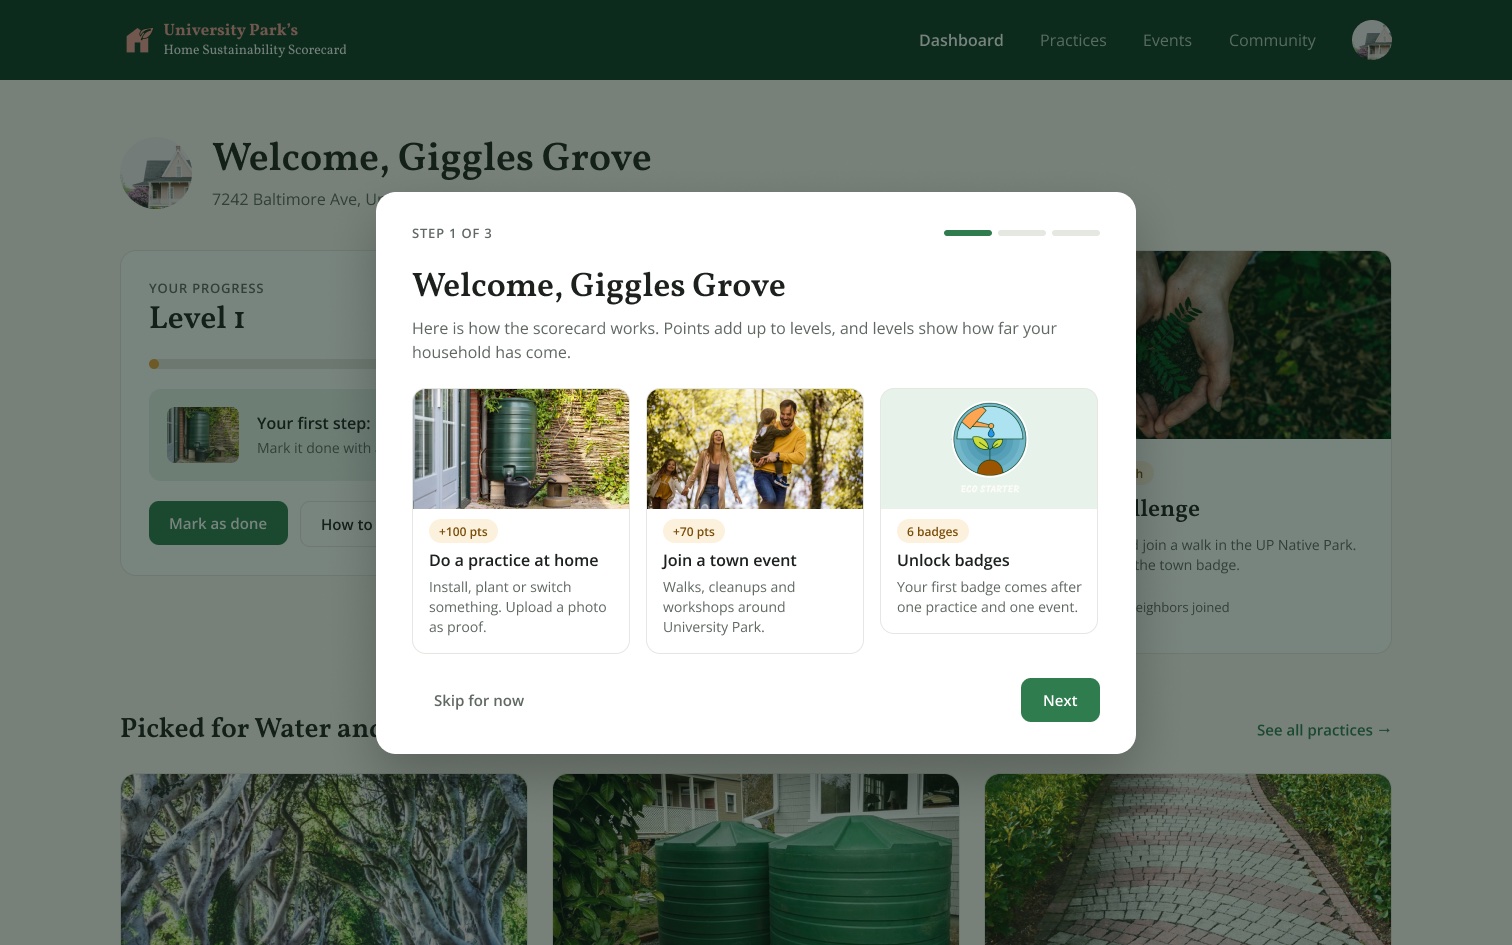 University Park's
Home Sustainability Scorecard
Dashboard
Practices
Events
Community
Welcome, Giggles Grove
7242 Baltimore Ave,
YOUR PROGRESS
Level 1
Your first step:
Mark it done with
Mark as done
How to
join a walk in the UP Native Park.
the town badge.
joined
STEP 1 OF 3
Welcome, Giggles Grove
Here is how the scorecard works. Points add up to levels, and levels show how far your
household has come.
+100 pts
Do a practice at home
Install, plant or switch
something. Upload a photo
as proof.
+70 pts
Join a town event
Walks, cleanups and
workshops around
University Park.
ECO STARTER
6 badges
Unlock badges
Your first badge comes after
one practice and one event.
Skip for now
Next
Picked for Water and
See all practices →